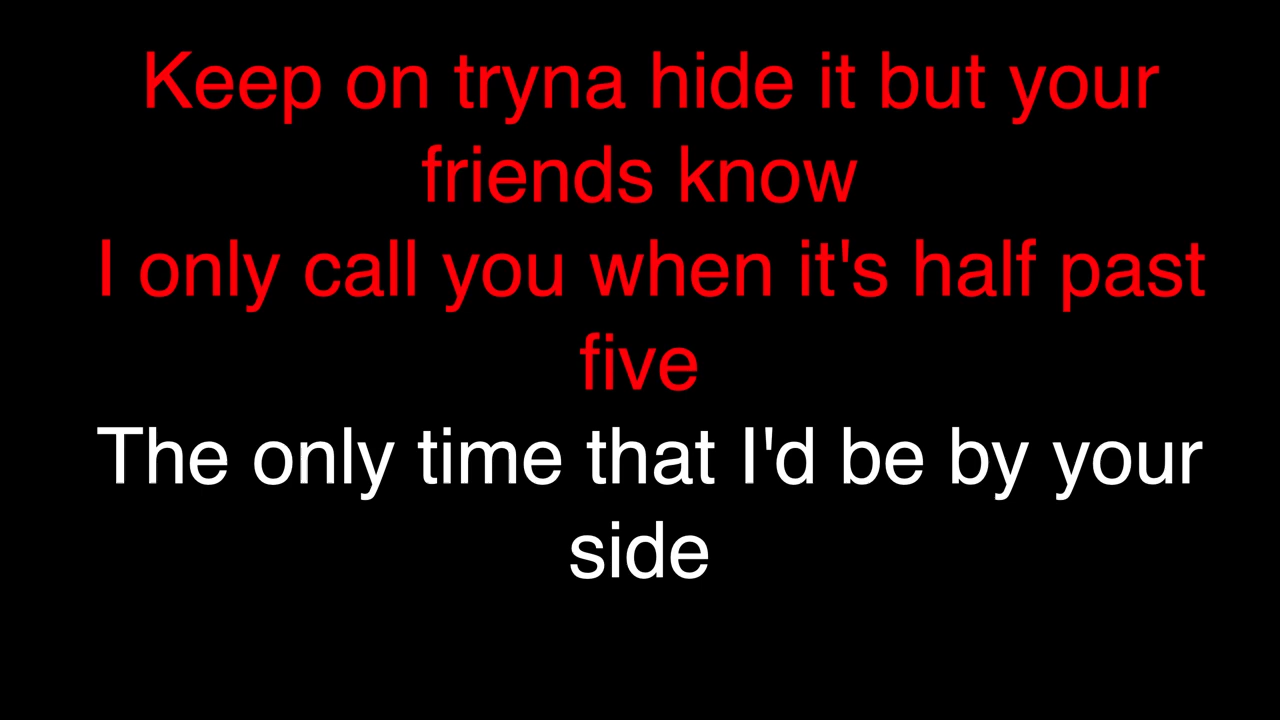 Keep on tryna hide it but your
friends know
I only call you when it's half past
five
The only time that I'd be by your
side